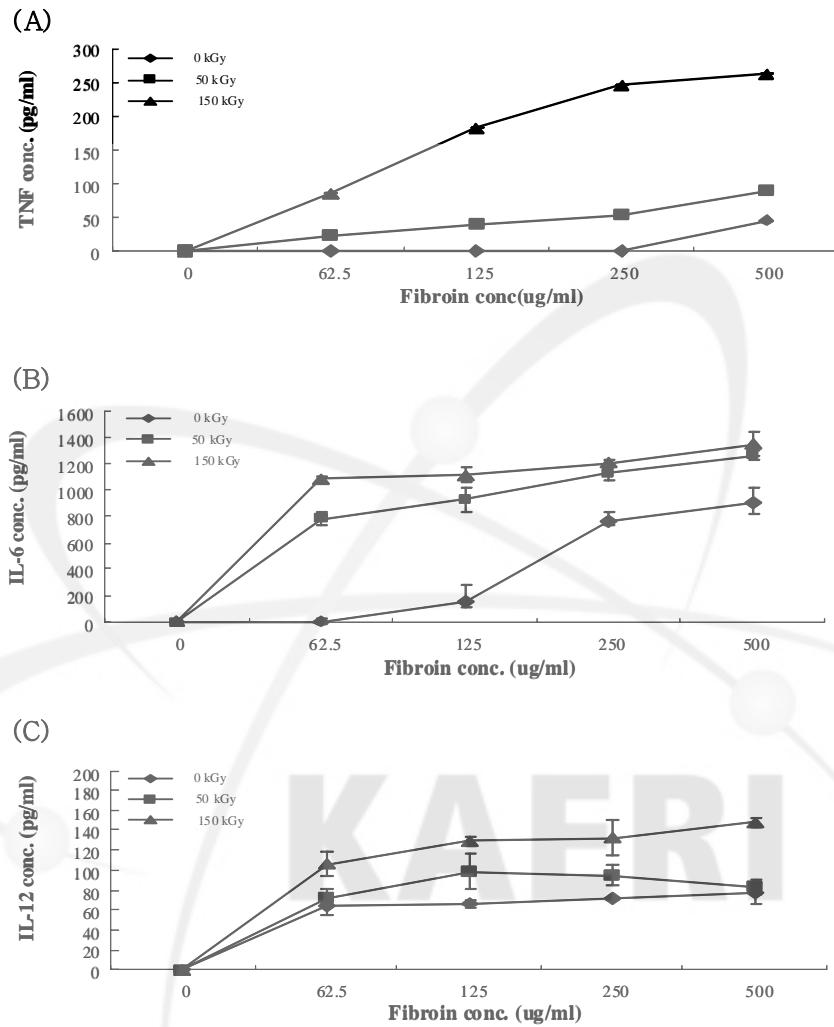 (A)
300
250
200
150
100
50
0
TNF conc. (pg/ml)
0 kGy
50 kGy
150 kGy
0 62.5 125 250 500
Fibroin conc(ug/ml)
(B)
1600
1400
1200
1000
800
600
400
200
0
IL-6 conc. (pg/ml)
0 kGy
50 kGy
150 kGy
0 62.5 125 250 500
Fibroin conc. (ug/ml)
(C)
200
180
160
140
120
100
80
60
40
20
0
IL-12 conc. (pg/ml)
0 kGy
50 kGy
150 kGy
0 62.5 125 250 500
Fibroin conc. (ug/ml)
KAERI